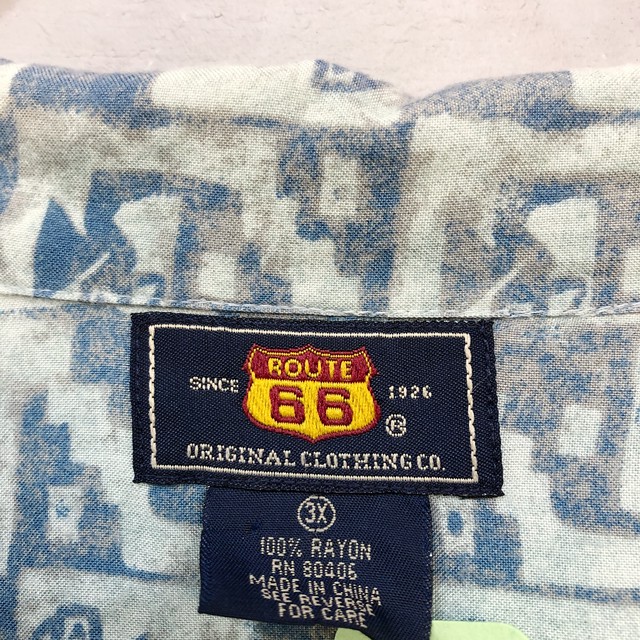 ROUTE
SINCE 66 1926
®
ORIGINAL CLOTHING CO.
3X
100% RAYON
RN 80406
MADE IN CHINA
SEE REVERSE
FOR CARE